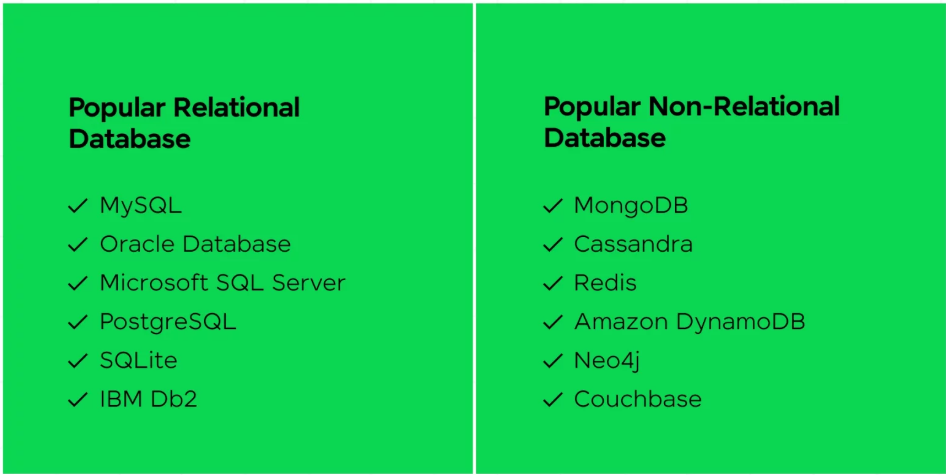 Popular Relational
Database
MySQL
Oracle Database
Microsoft SQL Server
PostgreSQL
SQLite
IBM Db2
Popular Non-Relational
Database
MongoDB
Cassandra
Redis
Amazon DynamoDB
Neo4j
Couchbase